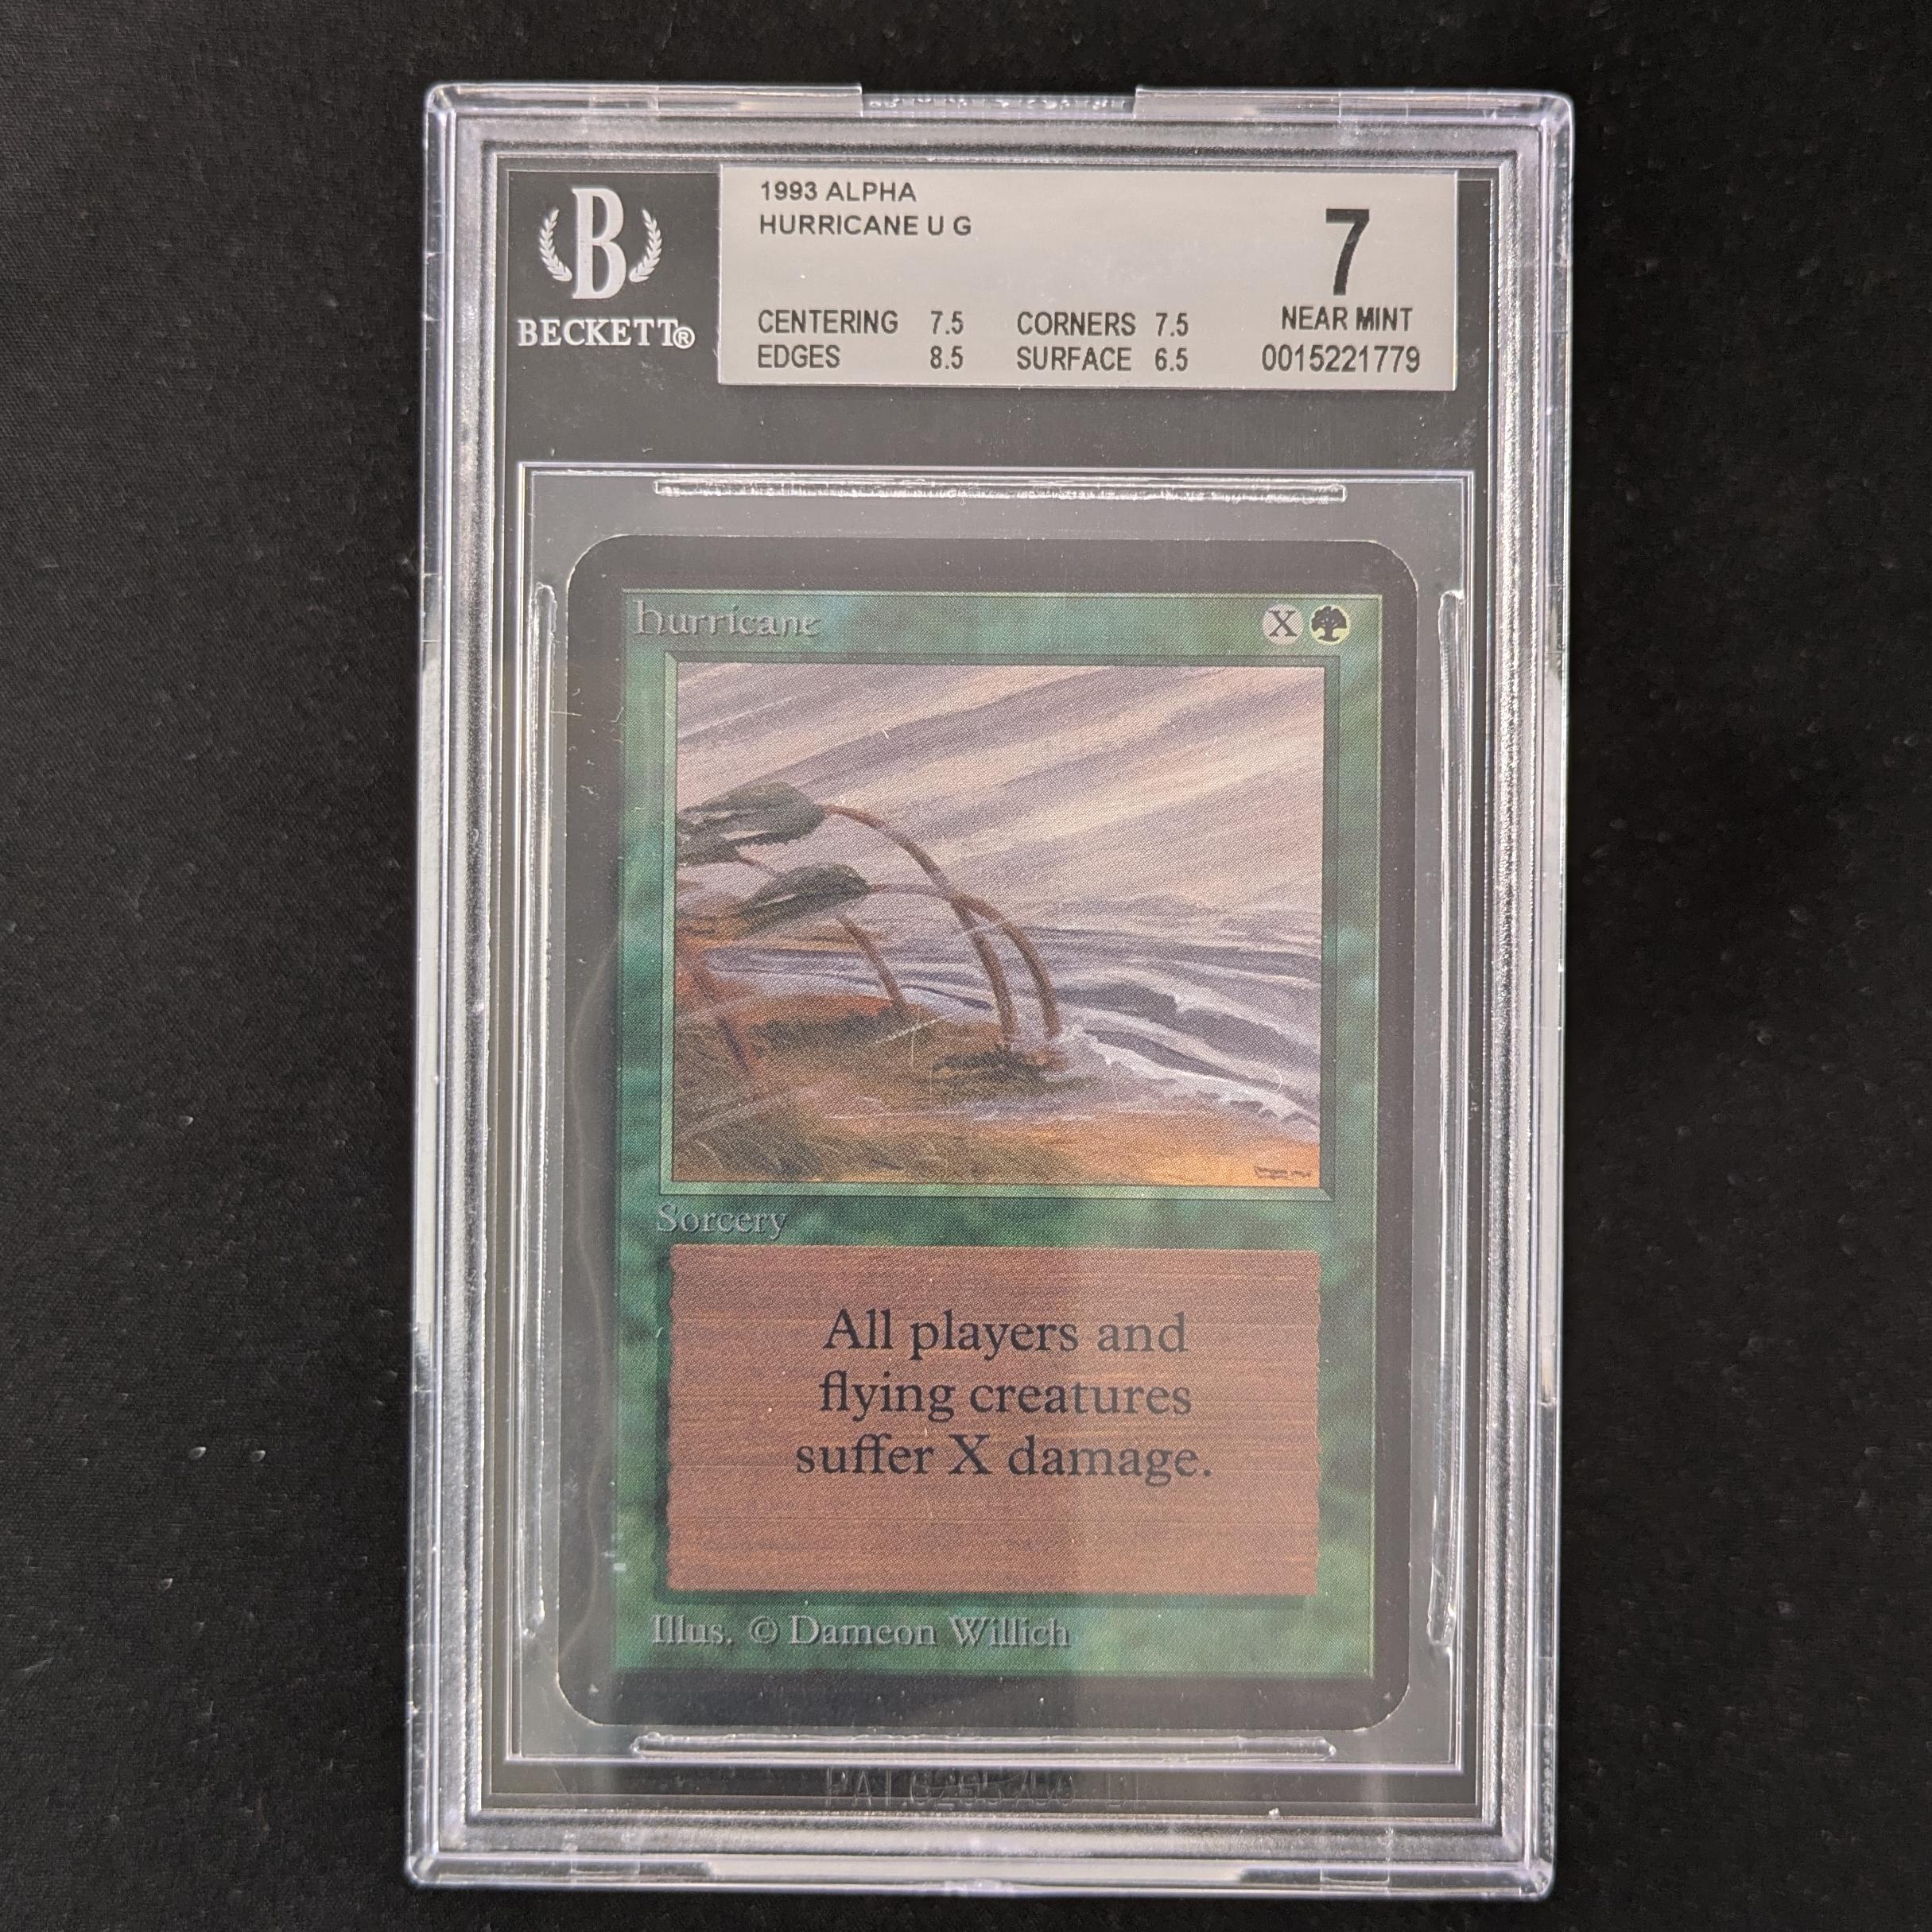 B
BECKETT®
1993 ALPHA
HURRICANE U G
7
CENTERING 7.5 CORNERS 7.5 NEAR MINT
EDGES 8.5 SURFACE 6.5 0015221779
Hurricane X
Sorcery
All players and
flying creatures
suffer X damage.
Illus. © Dameon Willich